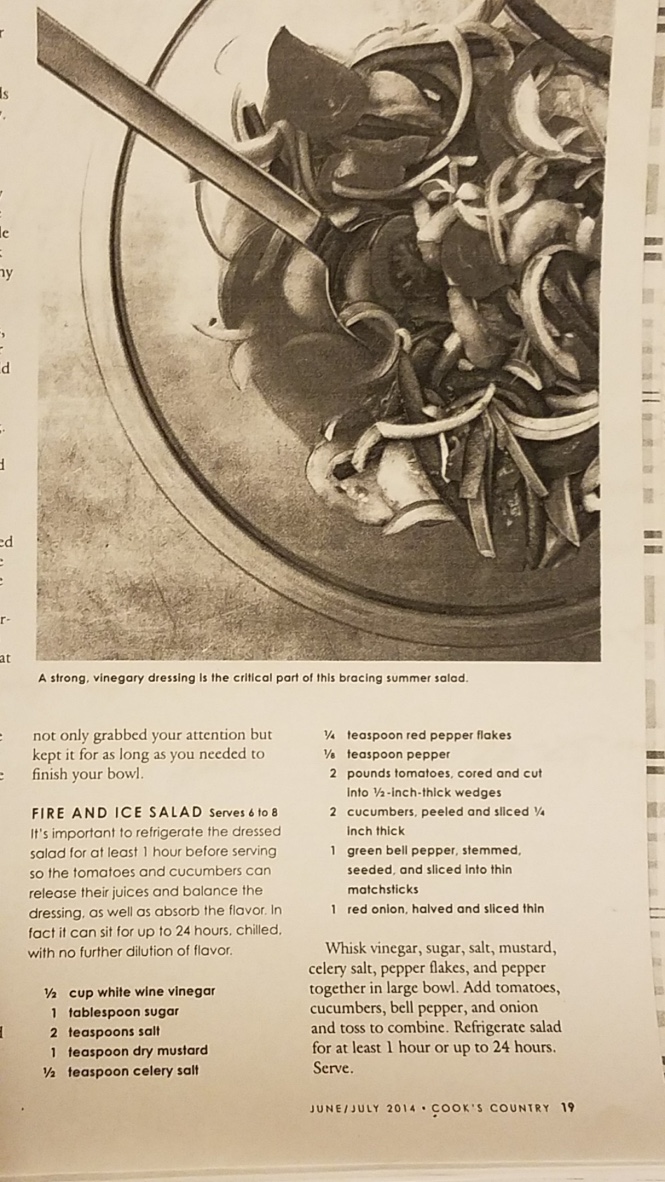 r
ls
y
le
ny
d
d
ed
e
e
r-
at
A strong, vinegary dressing is the critical part of this bracing summer salad.
not only grabbed your attention but
kept it for as long as you needed to
finish your bowl.
FIRE AND ICE SALAD Serves 6 to 8
It's important to refrigerate the dressed
salad for at least 1 hour before serving
so the tomatoes and cucumbers can
release their juices and balance the
dressing, as well as absorb the flavor. In
fact it can sit for up to 24 hours, chilled,
with no further dilution of flavor.
½ cup white wine vinegar
1 tablespoon sugar
2 teaspoons salt
1 teaspoon dry mustard
½ teaspoon celery salt
¼ teaspoon red pepper flakes
⅛ teaspoon pepper
2 pounds tomatoes, cored and cut
into ½-inch-thick wedges
2 cucumbers, peeled and sliced ¼
inch thick
1 green bell pepper, stemmed,
seeded, and sliced into thin
matchsticks
1 red onion, halved and sliced thin
Whisk vinegar, sugar, salt, mustard,
celery salt, pepper flakes, and pepper
together in large bowl. Add tomatoes,
cucumbers, bell pepper, and onion
and toss to combine. Refrigerate salad
for at least 1 hour or up to 24 hours.
Serve.
JUNE/JULY 2014 • COOK'S COUNTRY 19